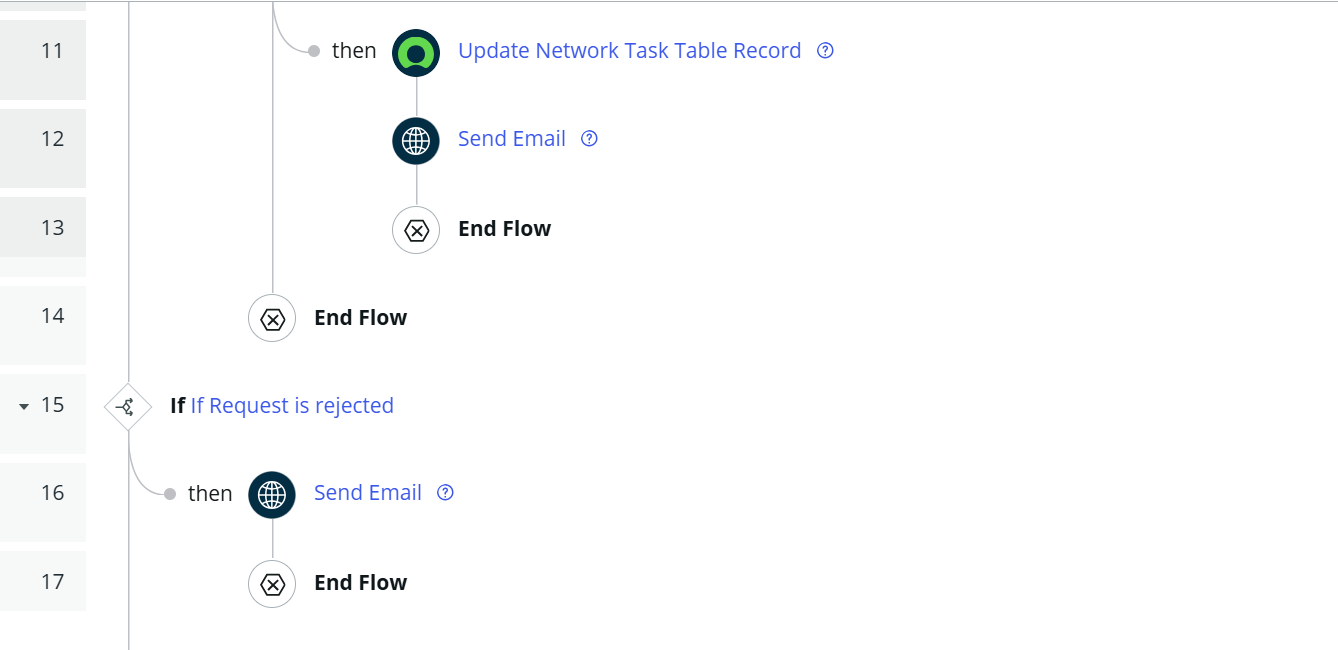 11 then Update Network Task Table Record ?
12 Send Email ?
13 End Flow
14 End Flow
15 If If Request is rejected
16 then Send Email ?
17 End Flow